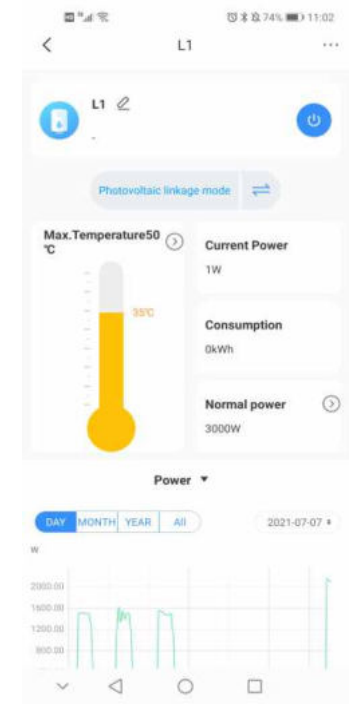 74% 11:02
L1
L1
-
Photovoltaic linkage mode
Max.Temperature50
℃
35℃
Current Power
1W
Consumption
0kWh
Normal power
3000W
Power
DAY MONTH YEAR All
2021-07-07
W
2000.00
1600.00
1200.00
800.00